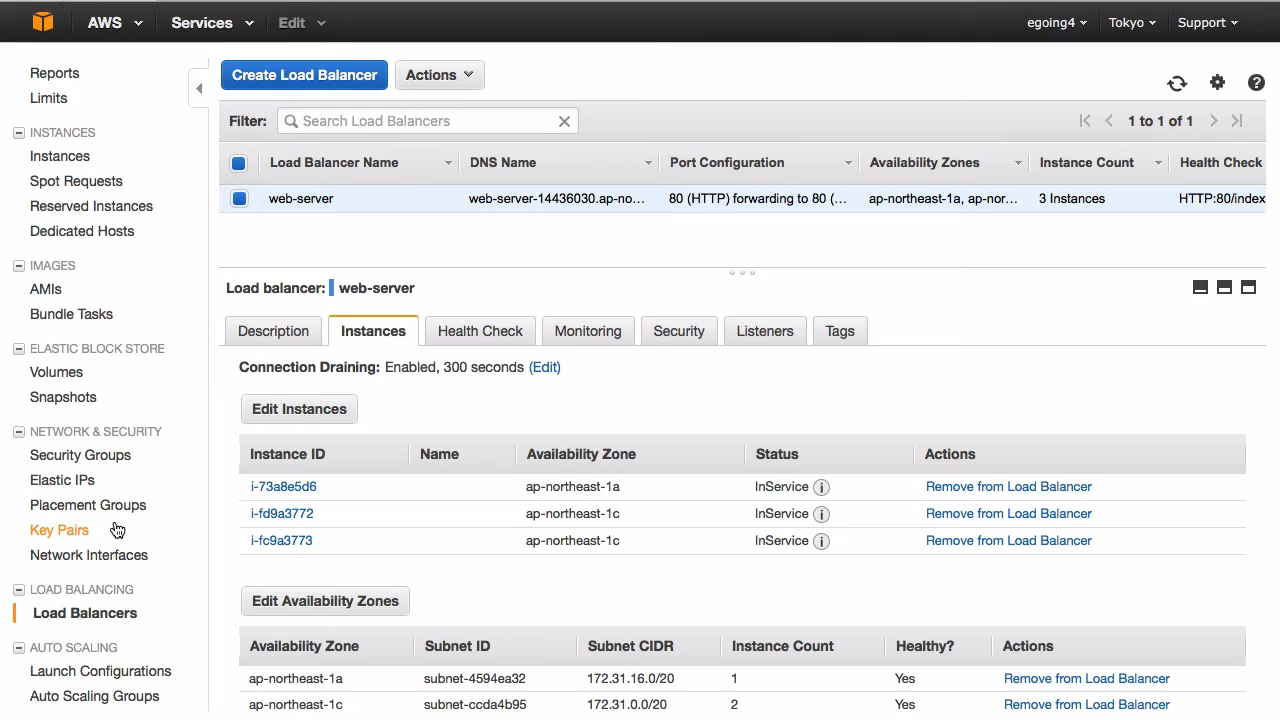 AWS Services Edit egoing4 Tokyo Support
Reports
Limits
INSTANCES
Instances
Spot Requests
Reserved Instances
Dedicated Hosts
IMAGES
AMIs
Bundle Tasks
ELASTIC BLOCK STORE
Volumes
Snapshots
NETWORK & SECURITY
Security Groups
Elastic IPs
Placement Groups
Key Pairs
Network Interfaces
LOAD BALANCING
Load Balancers
AUTO SCALING
Launch Configurations
Auto Scaling Groups
Create Load Balancer Actions
Filter: Search Load Balancers 1 to 1 of 1
Load Balancer Name DNS Name Port Configuration Availability Zones Instance Count Health Check
web-server web-server-14436030.ap-no... 80 (HTTP) forwarding to 80 (... ap-northeast-1a, ap-nor... 3 Instances HTTP:80/index
Load balancer: web-server
Description Instances Health Check Monitoring Security Listeners Tags
Connection Draining: Enabled, 300 seconds (Edit)
Edit Instances
Instance ID Name Availability Zone Status Actions
i-73a8e5d6 ap-northeast-1a InService i Remove from Load Balancer
i-fd9a3772 ap-northeast-1c InService i Remove from Load Balancer
i-fc9a3773 ap-northeast-1c InService i Remove from Load Balancer
Edit Availability Zones
Availability Zone Subnet ID Subnet CIDR Instance Count Healthy? Actions
ap-northeast-1a subnet-4594ea32 172.31.16.0/20 1 Yes Remove from Load Balancer
ap-northeast-1c subnet-ccda4b95 172.31.0.0/20 2 Yes Remove from Load Balancer